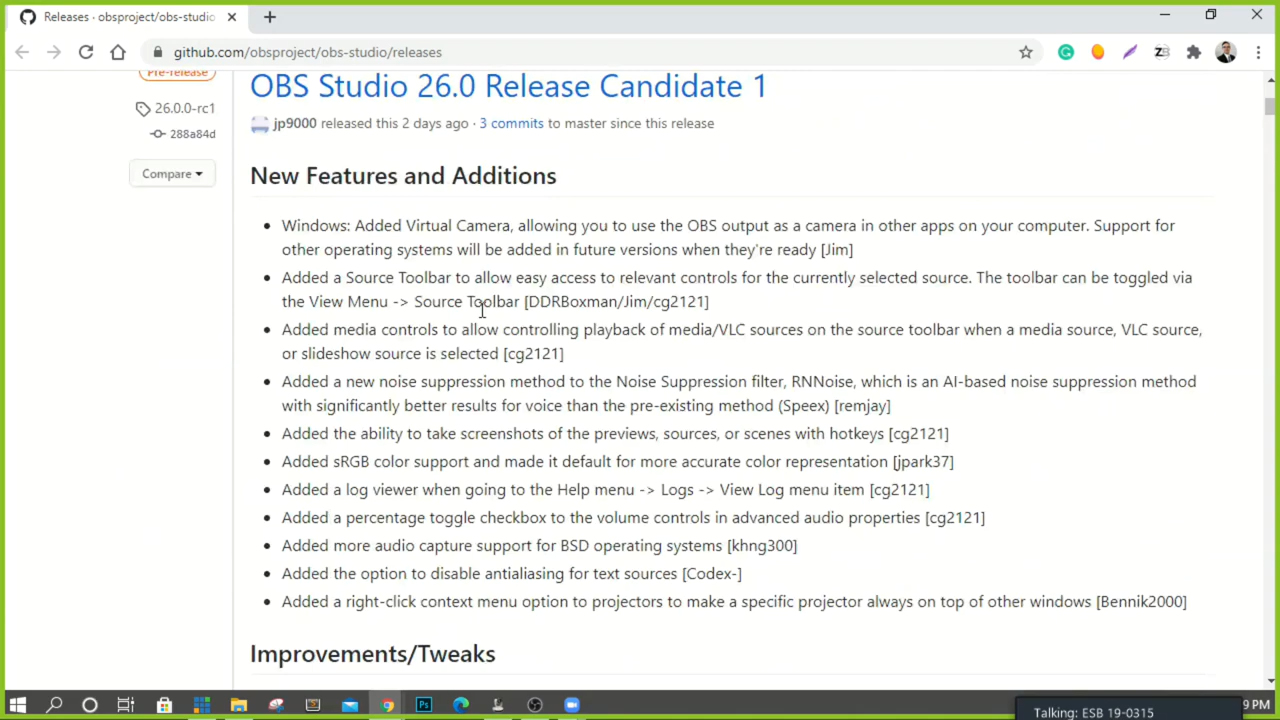 Releases · obsproject/obs-studio
github.com/obsproject/obs-studio/releases
Pre-release
26.0.0-rc1
288a84d
Compare
OBS Studio 26.0 Release Candidate 1
jp9000 released this 2 days ago · 3 commits to master since this release
New Features and Additions
Windows: Added Virtual Camera, allowing you to use the OBS output as a camera in other apps on your computer. Support for
other operating systems will be added in future versions when they're ready [Jim]
Added a Source Toolbar to allow easy access to relevant controls for the currently selected source. The toolbar can be toggled via
the View Menu -> Source Toolbar [DDRBoxman/Jim/cg2121]
Added media controls to allow controlling playback of media/VLC sources on the source toolbar when a media source, VLC source,
or slideshow source is selected [cg2121]
Added a new noise suppression method to the Noise Suppression filter, RNNoise, which is an AI-based noise suppression method
with significantly better results for voice than the pre-existing method (Speex) [remjay]
Added the ability to take screenshots of the previews, sources, or scenes with hotkeys [cg2121]
Added sRGB color support and made it default for more accurate color representation [jpark37]
Added a log viewer when going to the Help menu -> Logs -> View Log menu item [cg2121]
Added a percentage toggle checkbox to the volume controls in advanced audio properties [cg2121]
Added more audio capture support for BSD operating systems [khng300]
Added the option to disable antialiasing for text sources [Codex-]
Added a right-click context menu option to projectors to make a specific projector always on top of other windows [Bennik2000]
Improvements/Tweaks
Ps
Talking: ESB 19-0315
9 PM